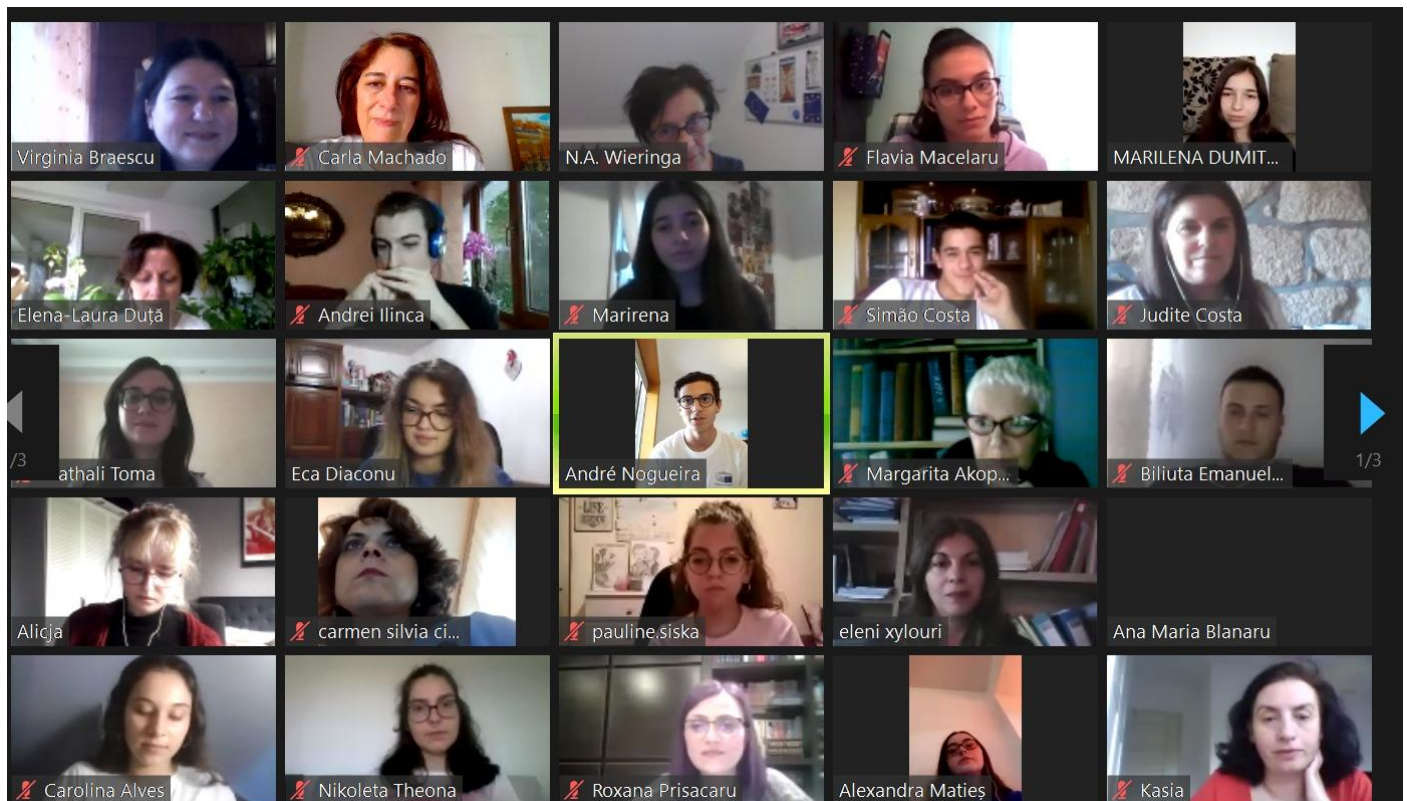 Virginia Braescu
Carla Machado
N.A. Wieringa
Flavia Macelaru
MARILENA DUMIT...
Elena-Laura Duță
Andrei Ilinca
Marirena
Simão Costa
Judite Costa
/3
athali Toma
Eca Diaconu
André Nogueira
Margarita Akop...
Biliuta Emanuel...
1/3
Alicja
carmen silvia ci...
pauline.siska
eleni xylouri
Ana Maria Blanaru
Carolina Alves
Nikoleta Theona
Roxana Prisacaru
Alexandra Matieș
Kasia